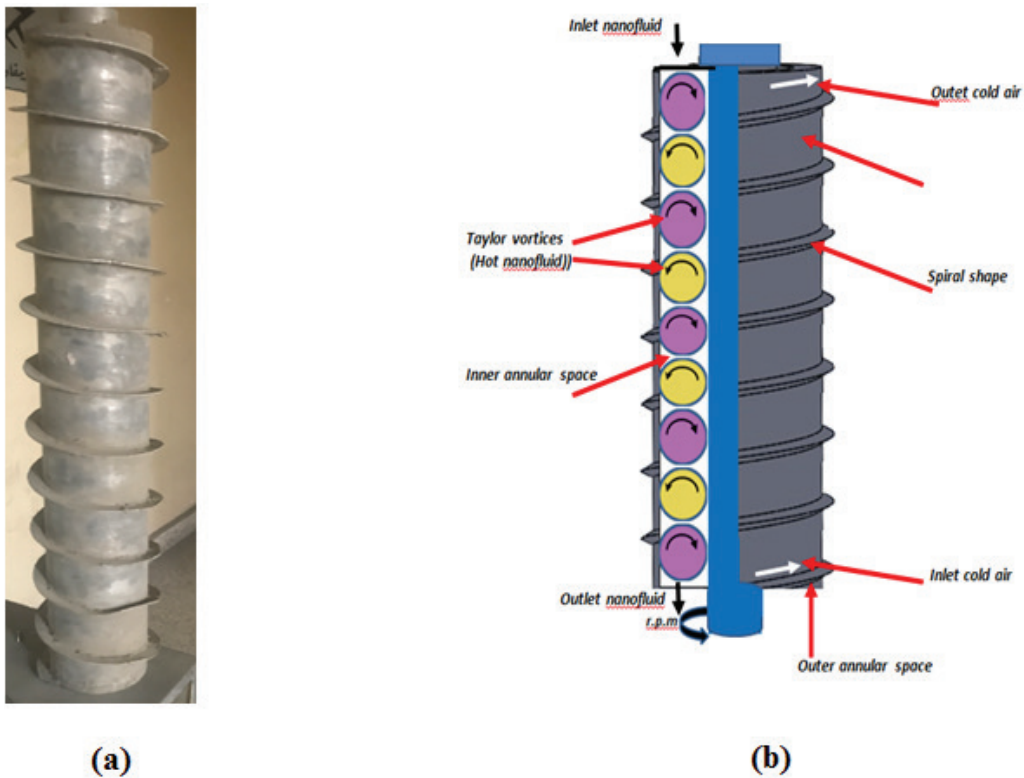 Inlet nanofluid
Outet cold air
Taylor vortices
(Hot nanofluid))
Spiral shape
Inner annular space
Inlet cold air
Outlet nanofluid
r.p.m
Outer annular space
(a)
(b)